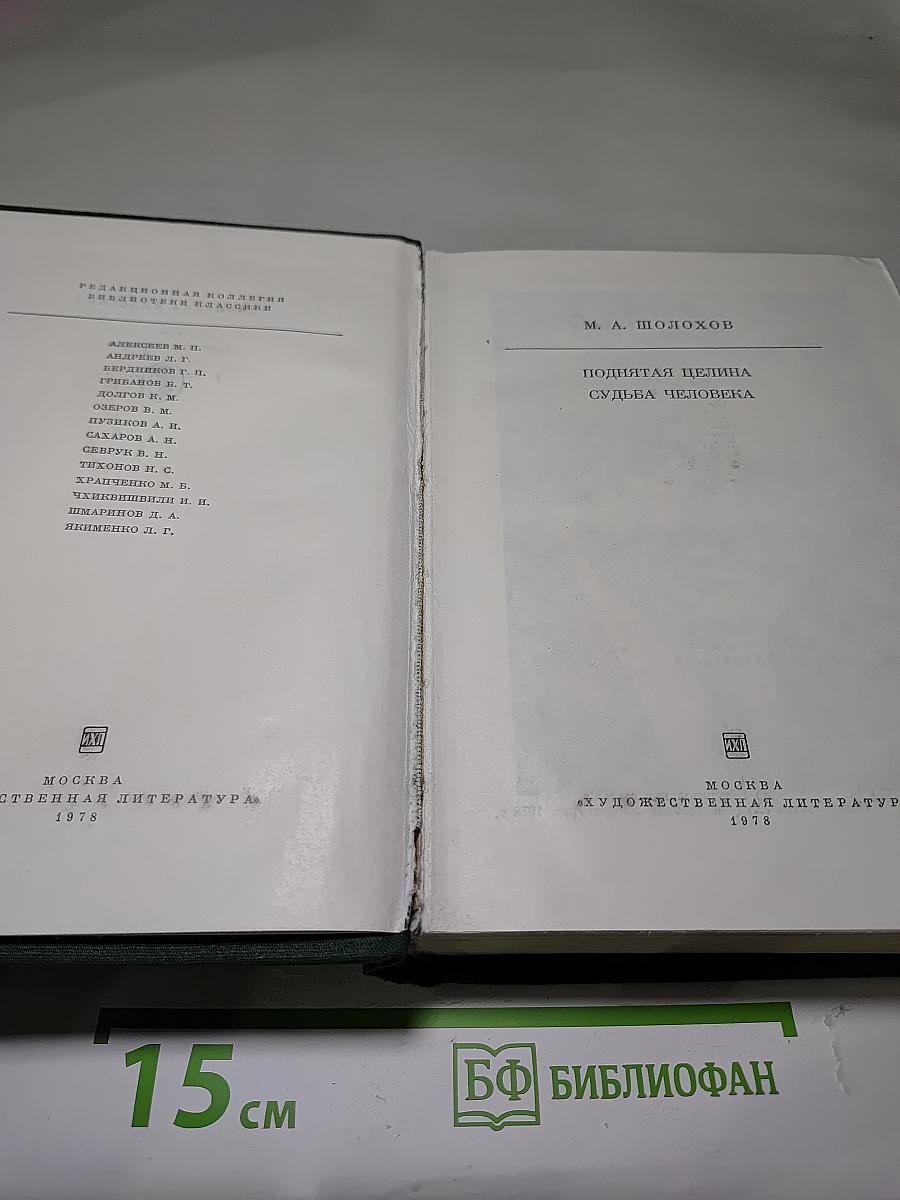 РЕДАКЦИОННАЯ КОЛЛЕГИЯ
БИБЛИОТЕКИ КЛАССИКИ
АЛЕКСЕЕВ М. П.
АНДРЕЕВ Л. Г.
БЕРДНИКОВ Г. П.
ГРИБАНОВ Б. Т.
ДОЛГОВ К. М.
ОЗЕРОВ В. М.
ПУЗИКОВ А. И.
САХАРОВ А. Н.
СЕВРУК В. Н.
ТИХОНОВ Н. С.
ХРАПЧЕНКО М. Б.
ЧХИКВИШВИЛИ И. И.
ШМАРИНОВ Д. А.
ЯКИМЕНКО Л. Г.
ИХЛ
МОСКВА
СТВЕННАЯ ЛИТЕРАТУРА»
1978
М. А. ШОЛОХОВ
ПОДНЯТАЯ ЦЕЛИНА
СУДЬБА ЧЕЛОВЕКА
ИХЛ
МОСКВА
«ХУДОЖЕСТВЕННАЯ ЛИТЕРАТУР
1978
15 см
БФ БИБЛИОФАН